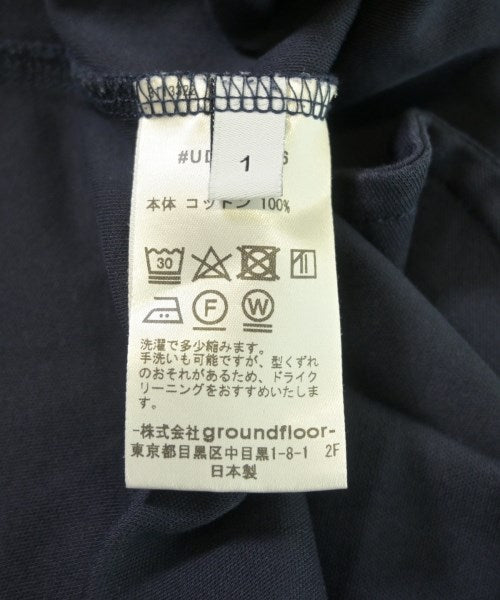 #UD 6
1
本体 コットン 100%
30
F W
洗濯で多少縮みます。
手洗いも可能ですが、型くずれ
のおそれがあるため、ドライク
リーニングをおすすめいたしま
す。
-株式会社groundfloor-
東京都目黒区中目黒1-8-1 2F
日本製